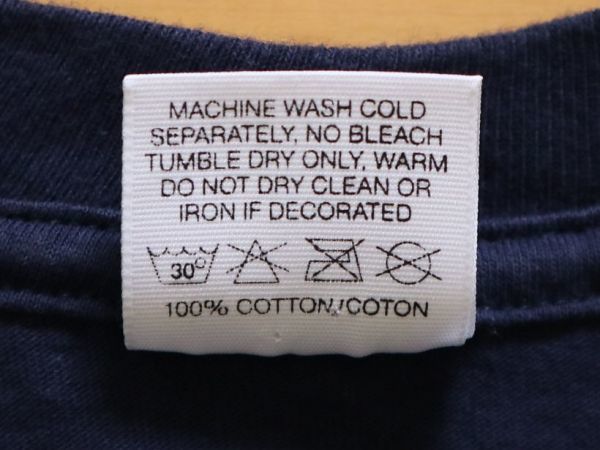 MACHINE WASH COLD
SEPARATELY, NO BLEACH
TUMBLE DRY ONLY, WARM
DO NOT DRY CLEAN OR
IRON IF DECORATED
30°
100% COTTON/COTON